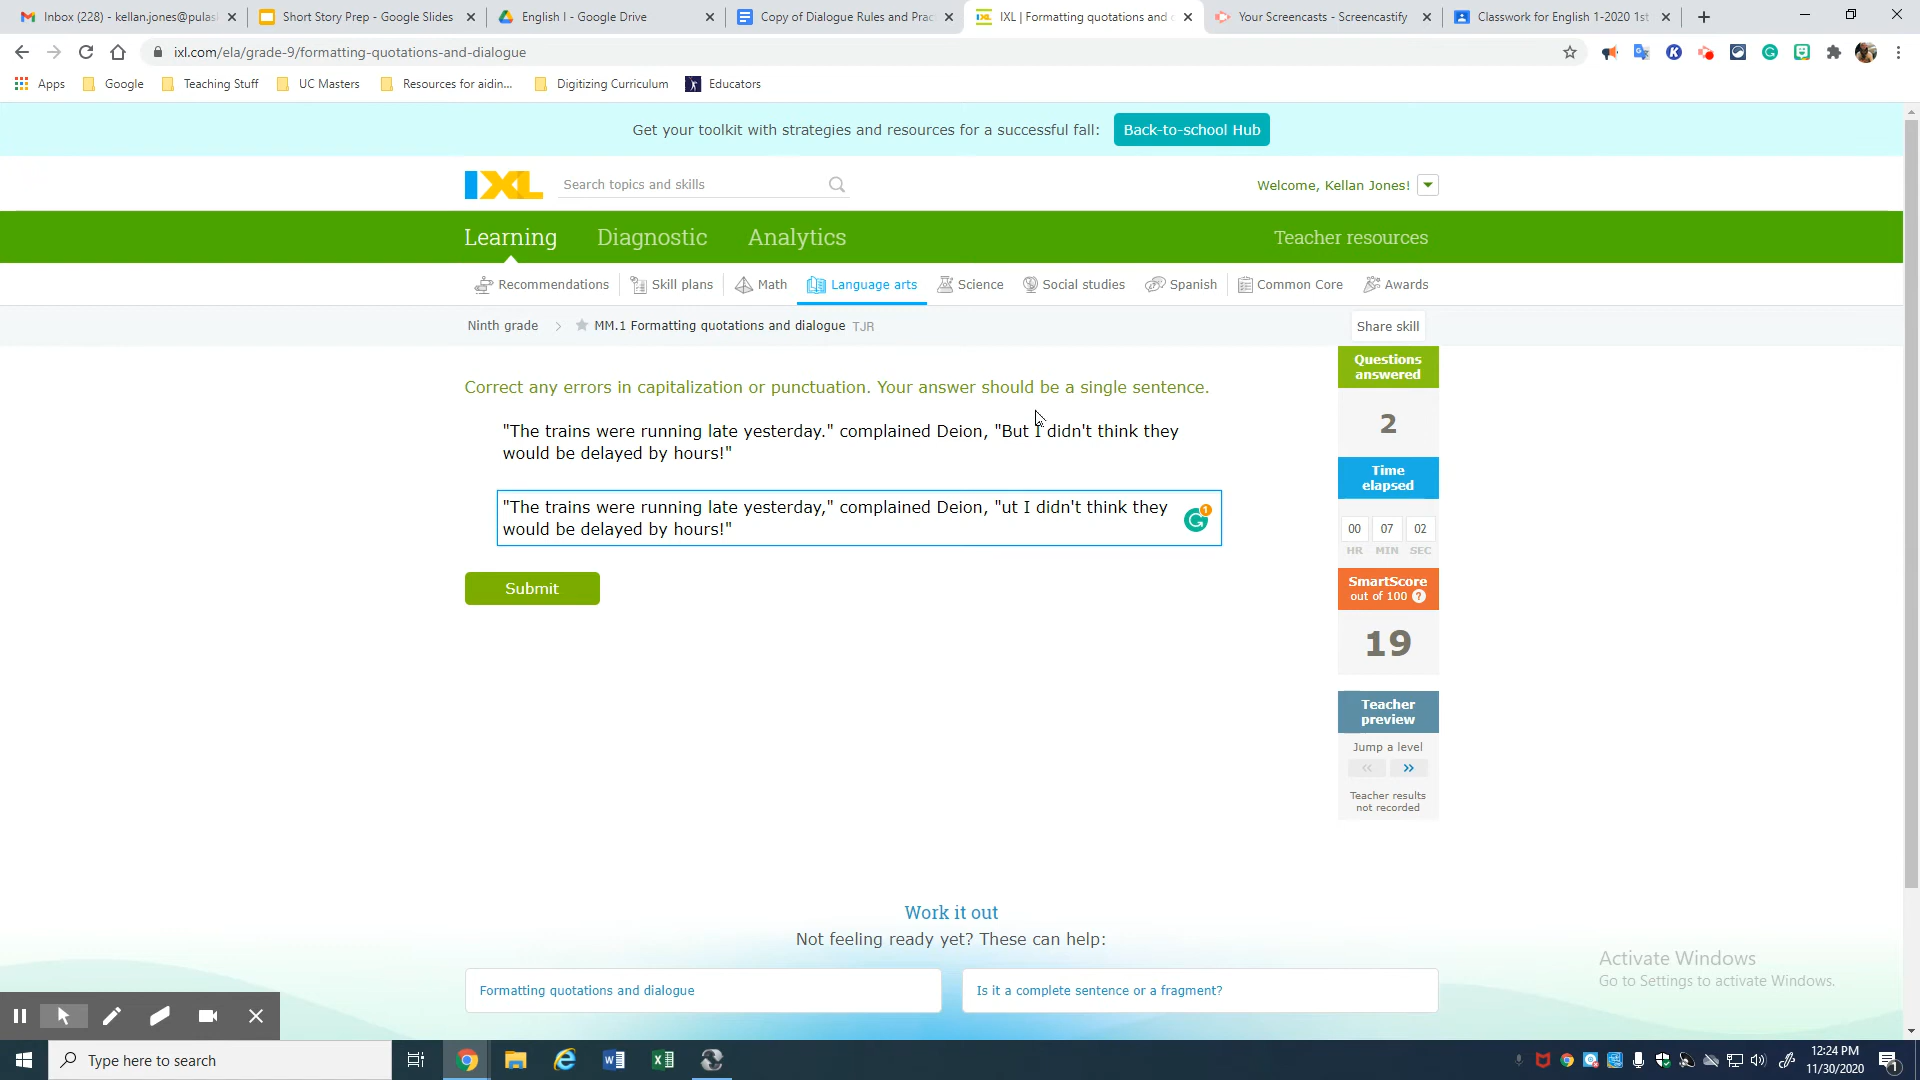 Inbox (228) - kellan.jones@pulas
Short Story Prep - Google Slides
English I - Google Drive
Copy of Dialogue Rules and Prac
IXL | Formatting quotations and
Your Screencasts - Screencastify
Classwork for English 1-2020 1st
ixl.com/ela/grade-9/formatting-quotations-and-dialogue
Apps
Google
Teaching Stuff
UC Masters
Resources for aidin...
Digitizing Curriculum
Educators
Get your toolkit with strategies and resources for a successful fall:
Back-to-school Hub
IXL
Search topics and skills
Welcome, Kellan Jones!
Learning
Diagnostic
Analytics
Teacher resources
Recommendations
Skill plans
Math
Language arts
Science
Social studies
Spanish
Common Core
Awards
Ninth grade
MM.1 Formatting quotations and dialogue TJR
Share skill
Correct any errors in capitalization or punctuation. Your answer should be a single sentence.
"The trains were running late yesterday." complained Deion, "But I didn't think they
would be delayed by hours!"
"The trains were running late yesterday," complained Deion, "ut I didn't think they
would be delayed by hours!"
1
Submit
Questions
answered
2
Time
elapsed
00 07 02
HR MIN SEC
SmartScore
out of 100 ?
19
Teacher
preview
Jump a level
Teacher results
not recorded
Work it out
Not feeling ready yet? These can help:
Formatting quotations and dialogue
Is it a complete sentence or a fragment?
Activate Windows
Go to Settings to activate Windows.
Type here to search
12:24 PM
11/30/2020
1